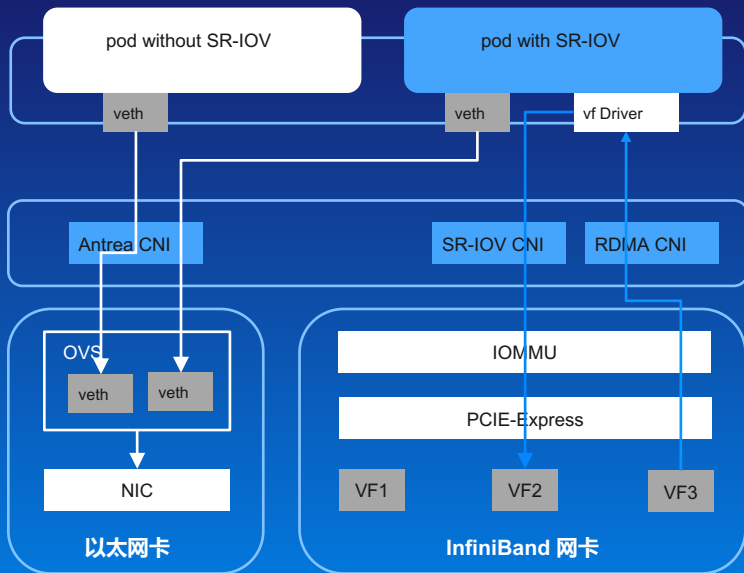 pod without SR-IOV
pod with SR-IOV
veth
veth
vf Driver
Antrea CNI
SR-IOV CNI
RDMA CNI
OVS
veth
veth
NIC
以太网卡
IOMMU
PCIE-Express
VF1
VF2
VF3
InfiniBand 网卡